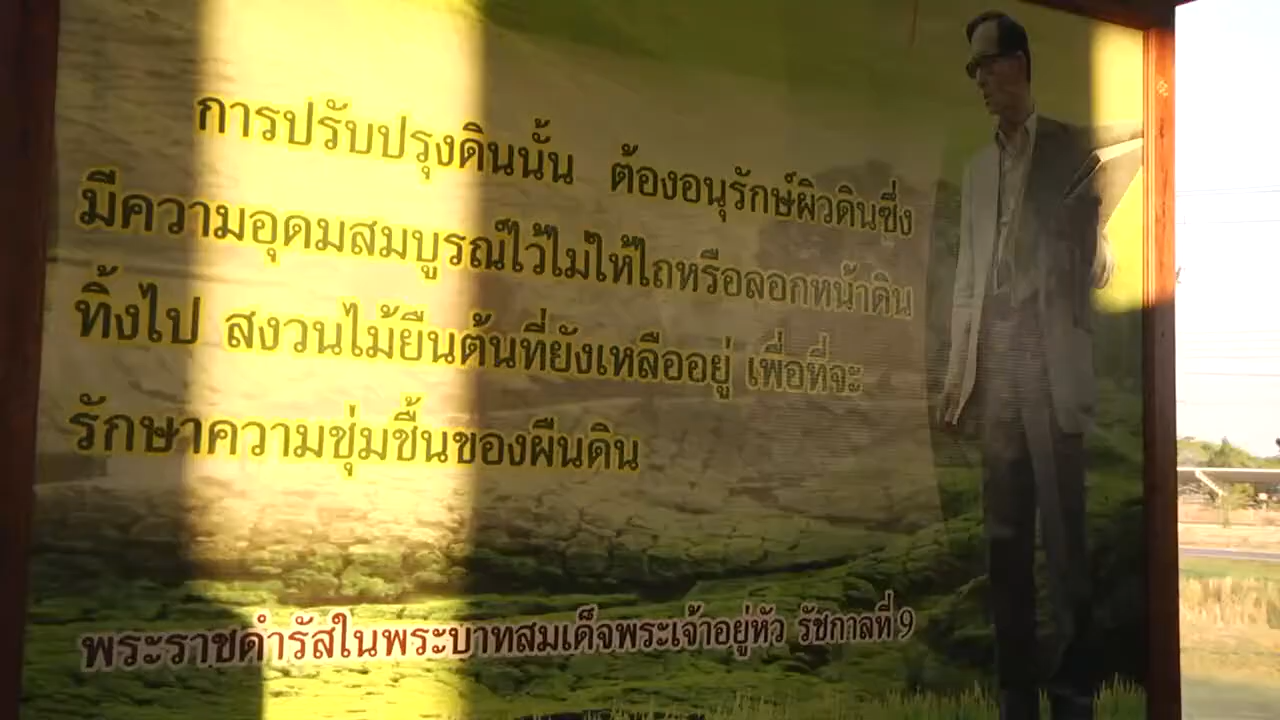 การปรับปรุงดินนั้น ต้องอนุรักษ์ผิวดินซึ่ง
มีความอุดมสมบูรณ์ไว้ไม่ให้ไถหรือลอกหน้าดิน
ทิ้งไป สงวนไม้ยืนต้นที่ยังเหลืออยู่ เพื่อที่จะ
รักษาความชุ่มชื้นของผืนดิน
พระราชดำรัสในพระบาทสมเด็จพระเจ้าอยู่หัว รัชกาลที่ 9